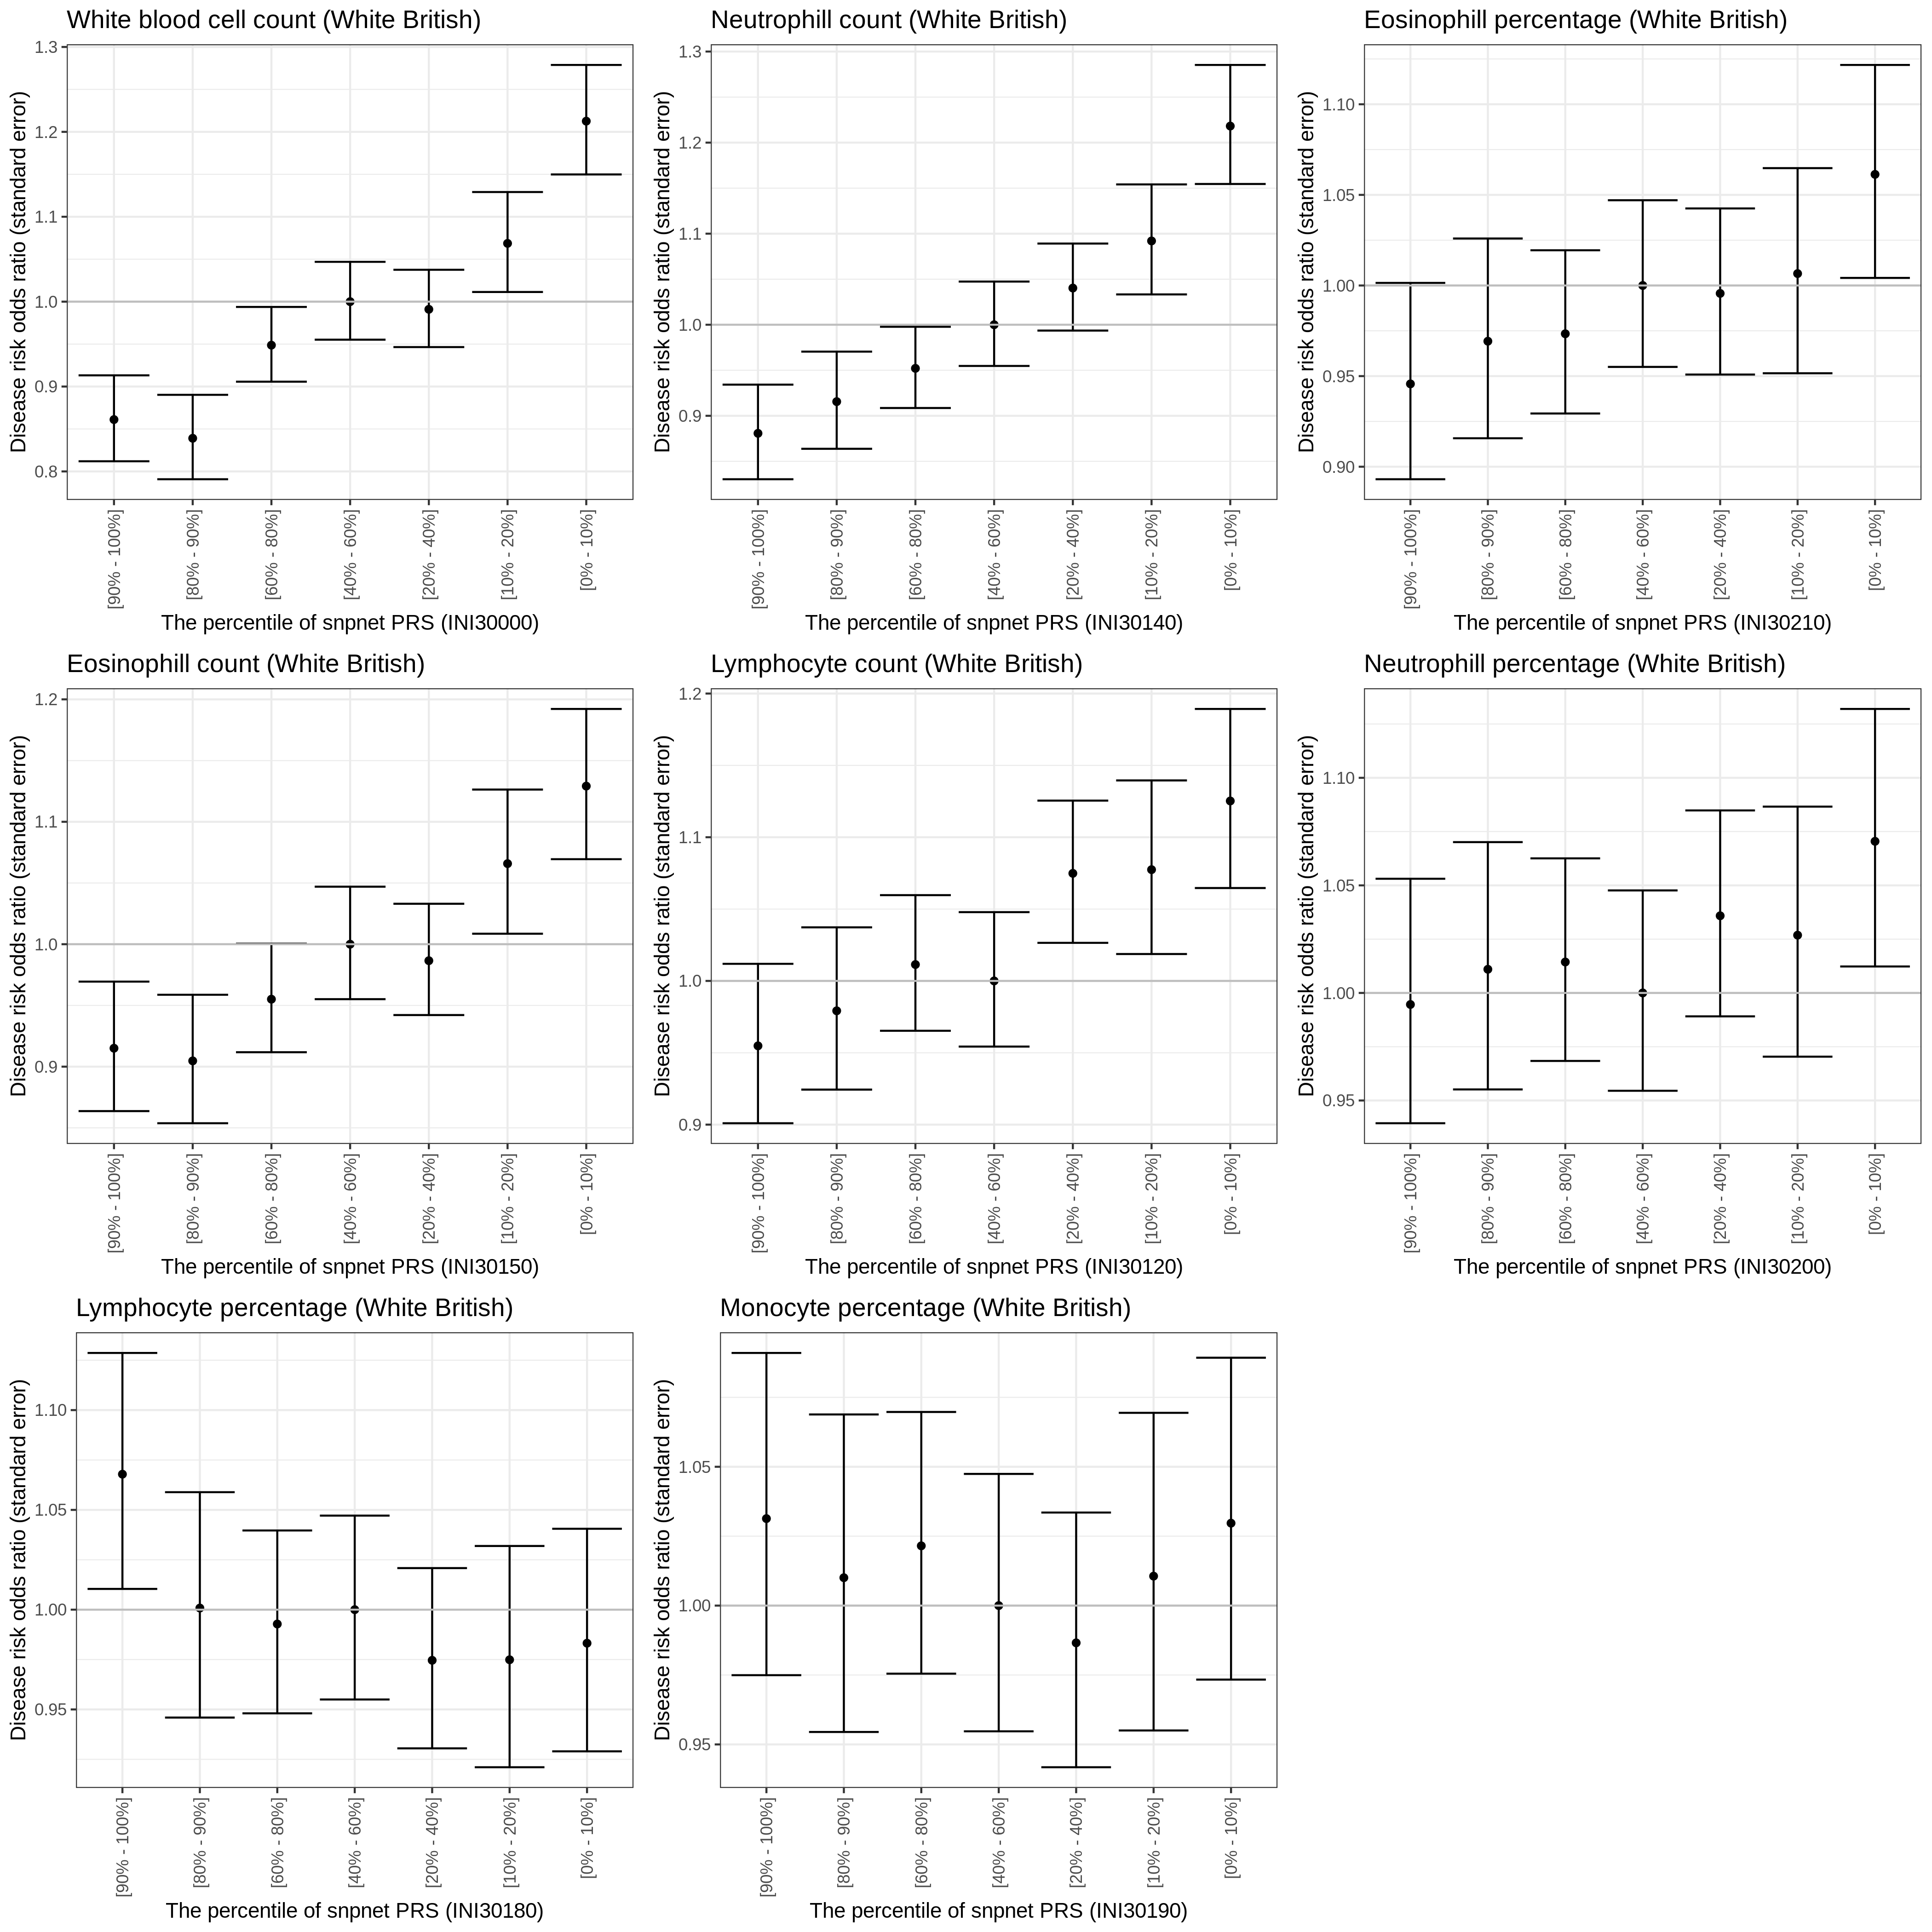 White blood cell count (White British)
Disease risk odds ratio (standard error)
1.3
1.2
1.1
1.0
0.9
0.8
[90% - 100%]
[80% - 90%]
[60% - 80%]
[40% - 60%]
[20% - 40%]
[10% - 20%]
[0% - 10%]
The percentile of snpnet PRS (INI30000)
Neutrophill count (White British)
Disease risk odds ratio (standard error)
1.3
1.2
1.1
1.0
0.9
[90% - 100%]
[80% - 90%]
[60% - 80%]
[40% - 60%]
[20% - 40%]
[10% - 20%]
[0% - 10%]
The percentile of snpnet PRS (INI30140)
Eosinophill percentage (White British)
Disease risk odds ratio (standard error)
1.10
1.05
1.00
0.95
0.90
[90% - 100%]
[80% - 90%]
[60% - 80%]
[40% - 60%]
[20% - 40%]
[10% - 20%]
[0% - 10%]
The percentile of snpnet PRS (INI30210)
Eosinophill count (White British)
Disease risk odds ratio (standard error)
1.2
1.1
1.0
0.9
[90% - 100%]
[80% - 90%]
[60% - 80%]
[40% - 60%]
[20% - 40%]
[10% - 20%]
[0% - 10%]
The percentile of snpnet PRS (INI30150)
Lymphocyte count (White British)
Disease risk odds ratio (standard error)
1.2
1.1
1.0
0.9
[90% - 100%]
[80% - 90%]
[60% - 80%]
[40% - 60%]
[20% - 40%]
[10% - 20%]
[0% - 10%]
The percentile of snpnet PRS (INI30120)
Neutrophill percentage (White British)
Disease risk odds ratio (standard error)
1.10
1.05
1.00
0.95
[90% - 100%]
[80% - 90%]
[60% - 80%]
[40% - 60%]
[20% - 40%]
[10% - 20%]
[0% - 10%]
The percentile of snpnet PRS (INI30200)
Lymphocyte percentage (White British)
Disease risk odds ratio (standard error)
1.10
1.05
1.00
0.95
[90% - 100%]
[80% - 90%]
[60% - 80%]
[40% - 60%]
[20% - 40%]
[10% - 20%]
[0% - 10%]
The percentile of snpnet PRS (INI30180)
Monocyte percentage (White British)
Disease risk odds ratio (standard error)
1.05
1.00
0.95
[90% - 100%]
[80% - 90%]
[60% - 80%]
[40% - 60%]
[20% - 40%]
[10% - 20%]
[0% - 10%]
The percentile of snpnet PRS (INI30190)